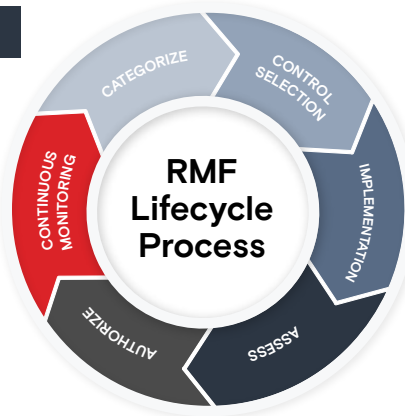 RMF
Lifecycle
Process
CATEGORIZE
CONTROL
SELECTION
IMPLEMENTATION
ASSESS
AUTHORIZE
CONTINUOUS
MONITORING